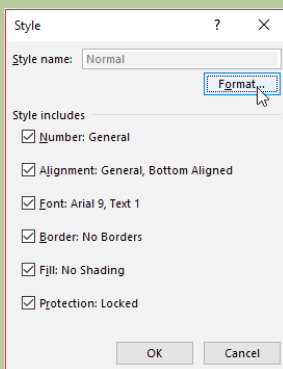 Style ? ×
Style name: Normal
Format...
Style includes
Number: General
Alignment: General, Bottom Aligned
Font: Arial 9, Text 1
Border: No Borders
Fill: No Shading
Protection: Locked
OK Cancel